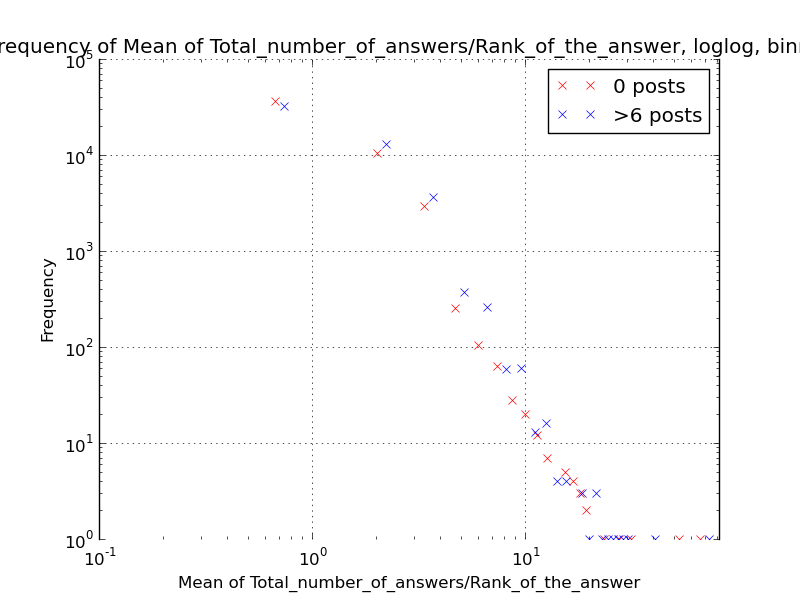 requency of Mean of Total_number_of_answers/Rank_of_the_answer, loglog, bin
0 posts
>6 posts
10^5
10^4
10^3
10^2
10^1
10^0
Frequency
10^-1
10^0
10^1
Mean of Total_number_of_answers/Rank_of_the_answer